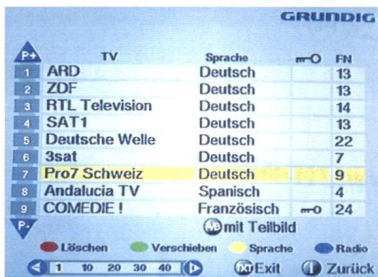 GRUNDIG
P+ TV Sprache FN
1 ARD Deutsch 13
2 ZDF Deutsch 13
3 RTL Television Deutsch 14
4 SAT1 Deutsch 13
5 Deutsche Welle Deutsch 22
6 3sat Deutsch 7
7 Pro7 Schweiz Deutsch 9
8 Andalucia TV Spanisch 4
9 COMEDIE ! Französisch 24
P- AB mit Teilbild
Löschen Verschieben Sprache Radio
1 10 20 30 40 TXT Exit i Zurück